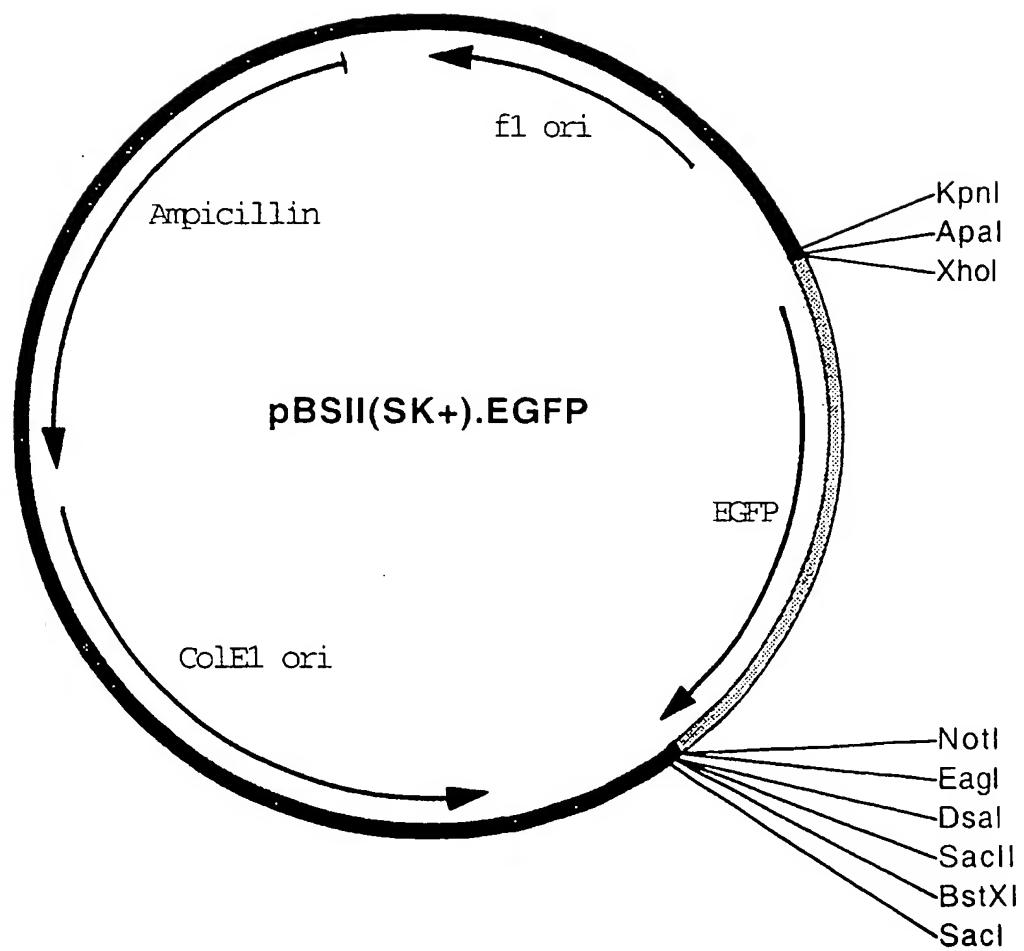 f1 ori
Ampicillin
KpnI
ApaI
XhoI
pBSII(SK+).EGFP
EGFP
ColE1 ori
NotI
EagI
DsaI
SacII
BstXI
SacI